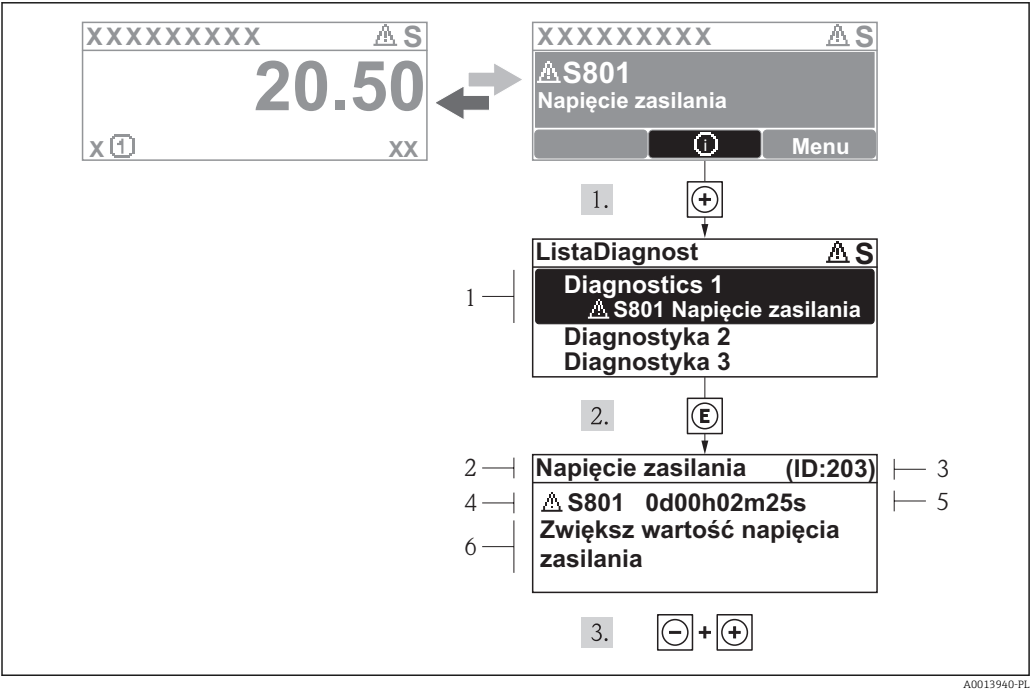 XXXXXXXXX ⚠ S
20.50
x ① xx
XXXXXXXXX ⚠ S
⚠ S801
Napięcie zasilania
ⓘ Menu
1. +
ListaDiagnost ⚠ S
1 Diagnostics 1
⚠ S801 Napięcie zasilania
Diagnostyka 2
Diagnostyka 3
2. E
2 Napięcie zasilania (ID:203) 3
4 ⚠ S801 0d00h02m25s 5
6 Zwiększ wartość napięcia
zasilania
3. − + +
A0013940-PL